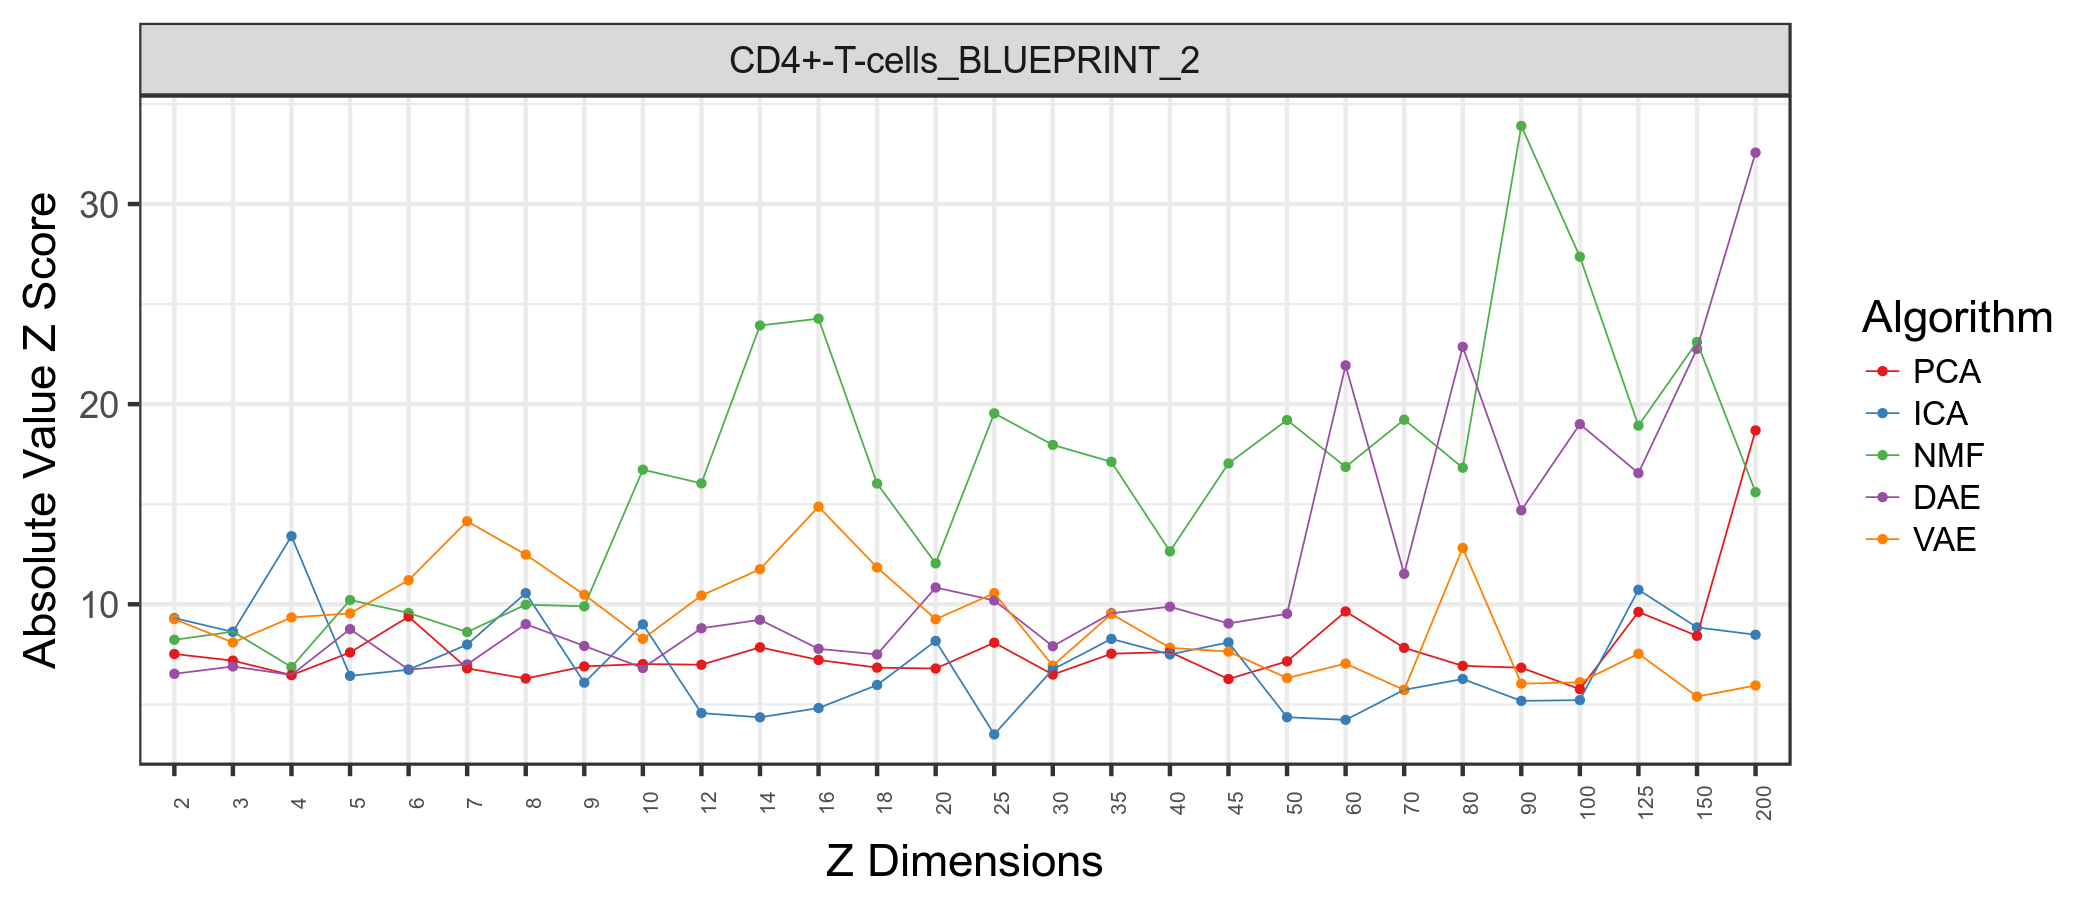 CD4+-T-cells_BLUEPRINT_2
Absolute Value Z Score
30
20
10
2 3 4 5 6 7 8 9 10 12 14 16 18 20 25 30 35 40 45 50 60 70 80 90 100 125 150 200
Z Dimensions
Algorithm
PCA
ICA
NMF
DAE
VAE